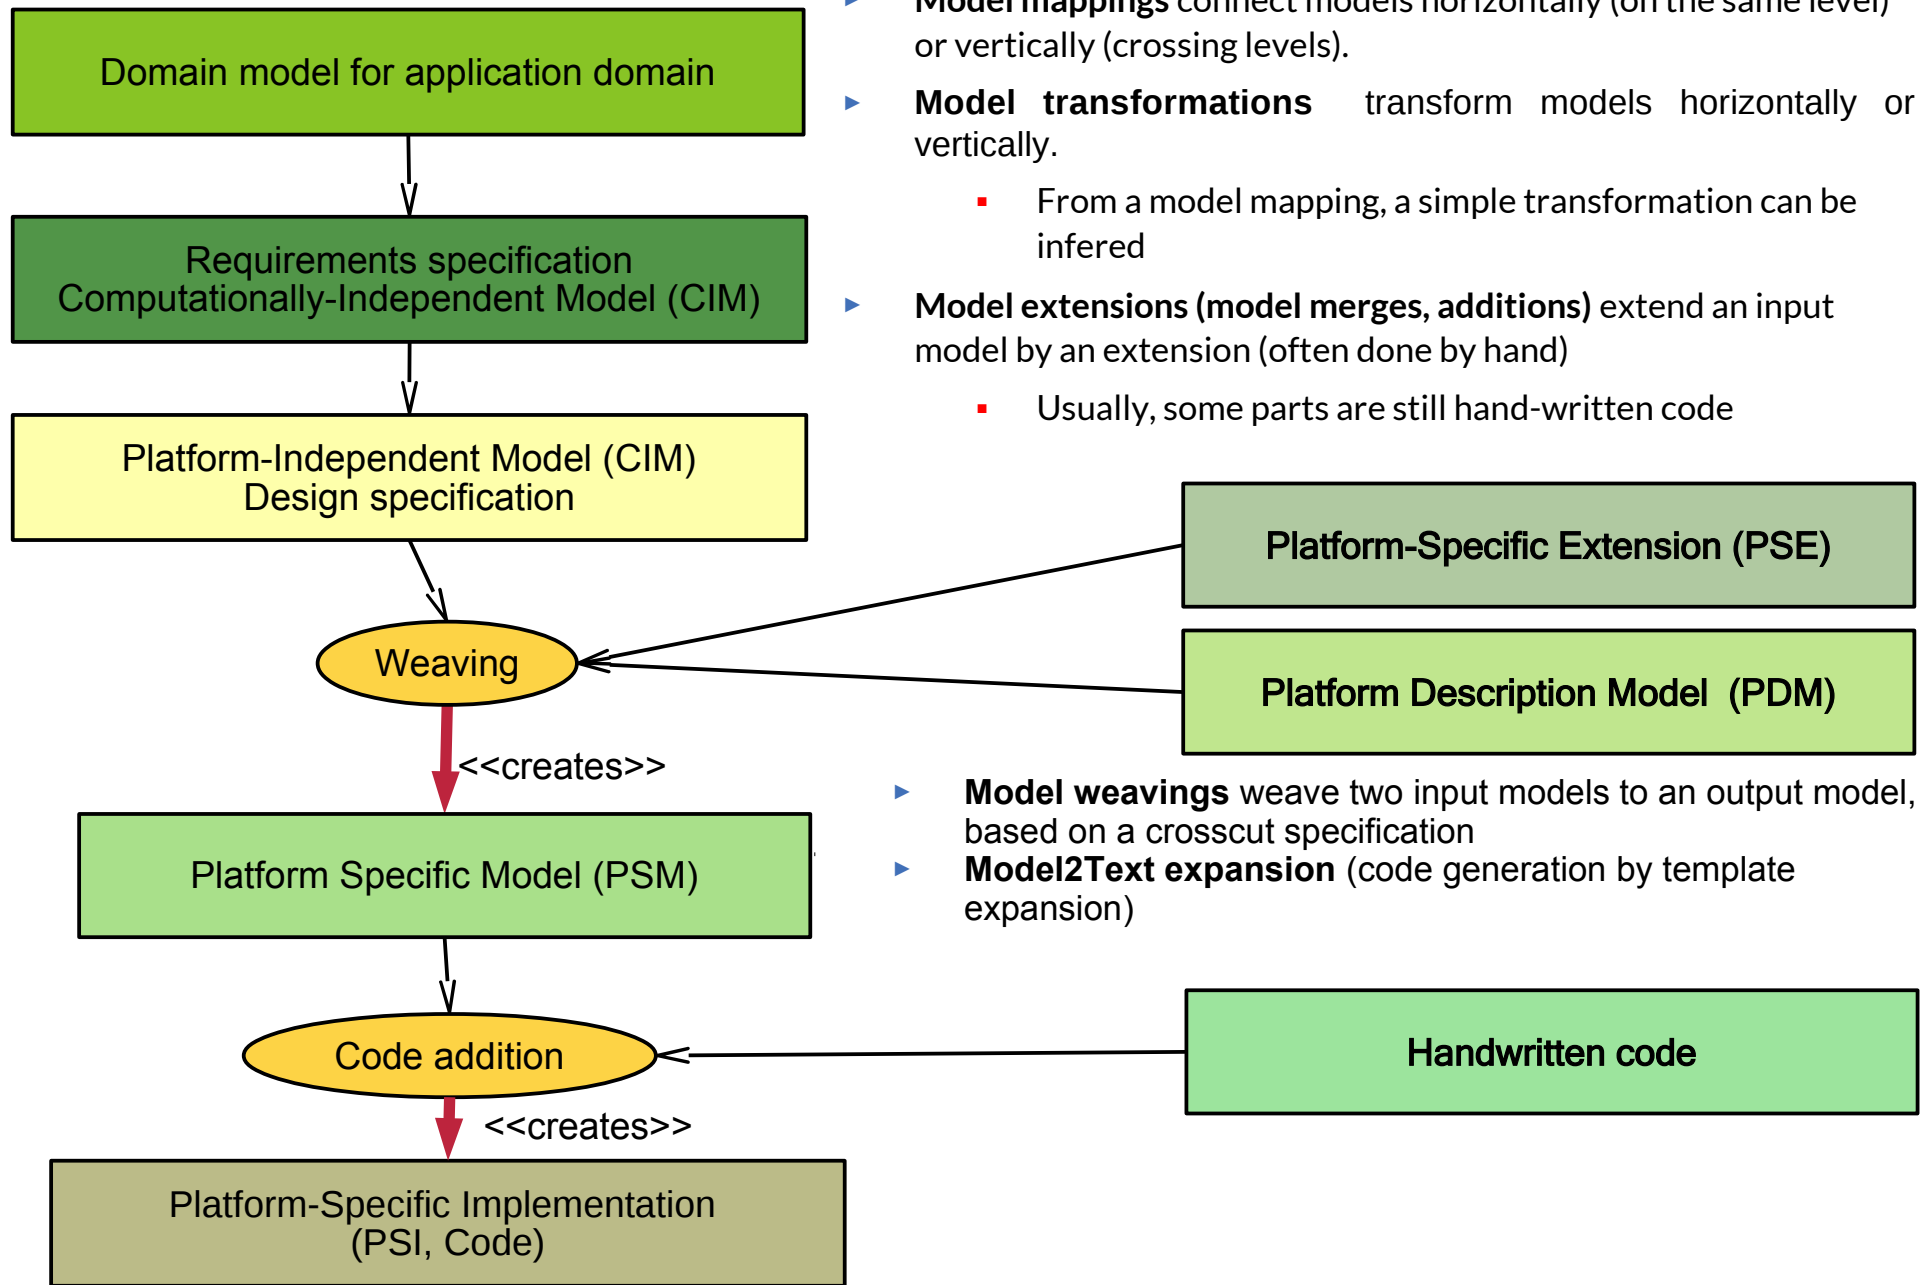 Model mappings connect models horizontally (on the same level)
or vertically (crossing levels).
Domain model for application domain
Model transformations transform models horizontally or
vertically.
From a model mapping, a simple transformation can be
infered
Requirements specification
Computationally-Independent Model (CIM)
Model extensions (model merges, additions) extend an input
model by an extension (often done by hand)
Usually, some parts are still hand-written code
Platform-Independent Model (CIM)
Design specification
Platform-Specific Extension (PSE)
Weaving
Platform Description Model (PDM)
<<creates>>
Model weavings weave two input models to an output model,
based on a crosscut specification
Model2Text expansion (code generation by template
expansion)
Platform Specific Model (PSM)
Code addition
Handwritten code
<<creates>>
Platform-Specific Implementation
(PSI, Code)